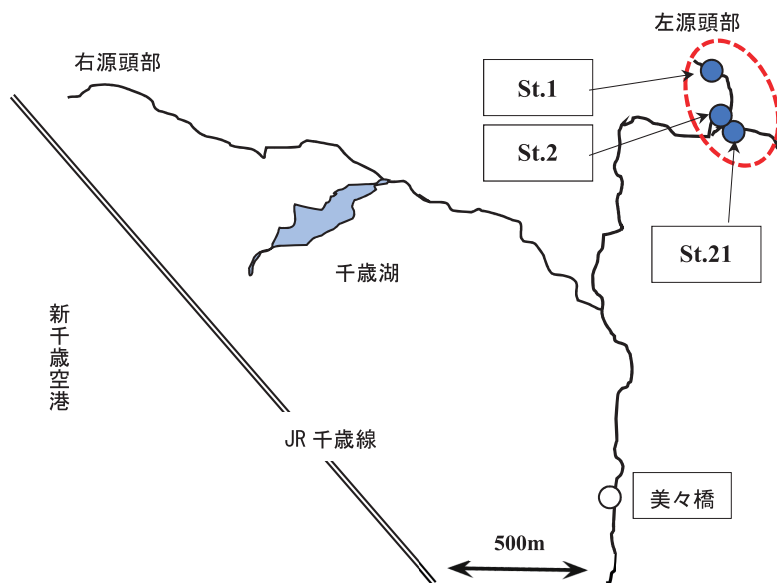 左源頭部
右源頭部
St.1
St.2
St.21
千歳湖
新千歳空港
JR 千歳線
美々橋
500m